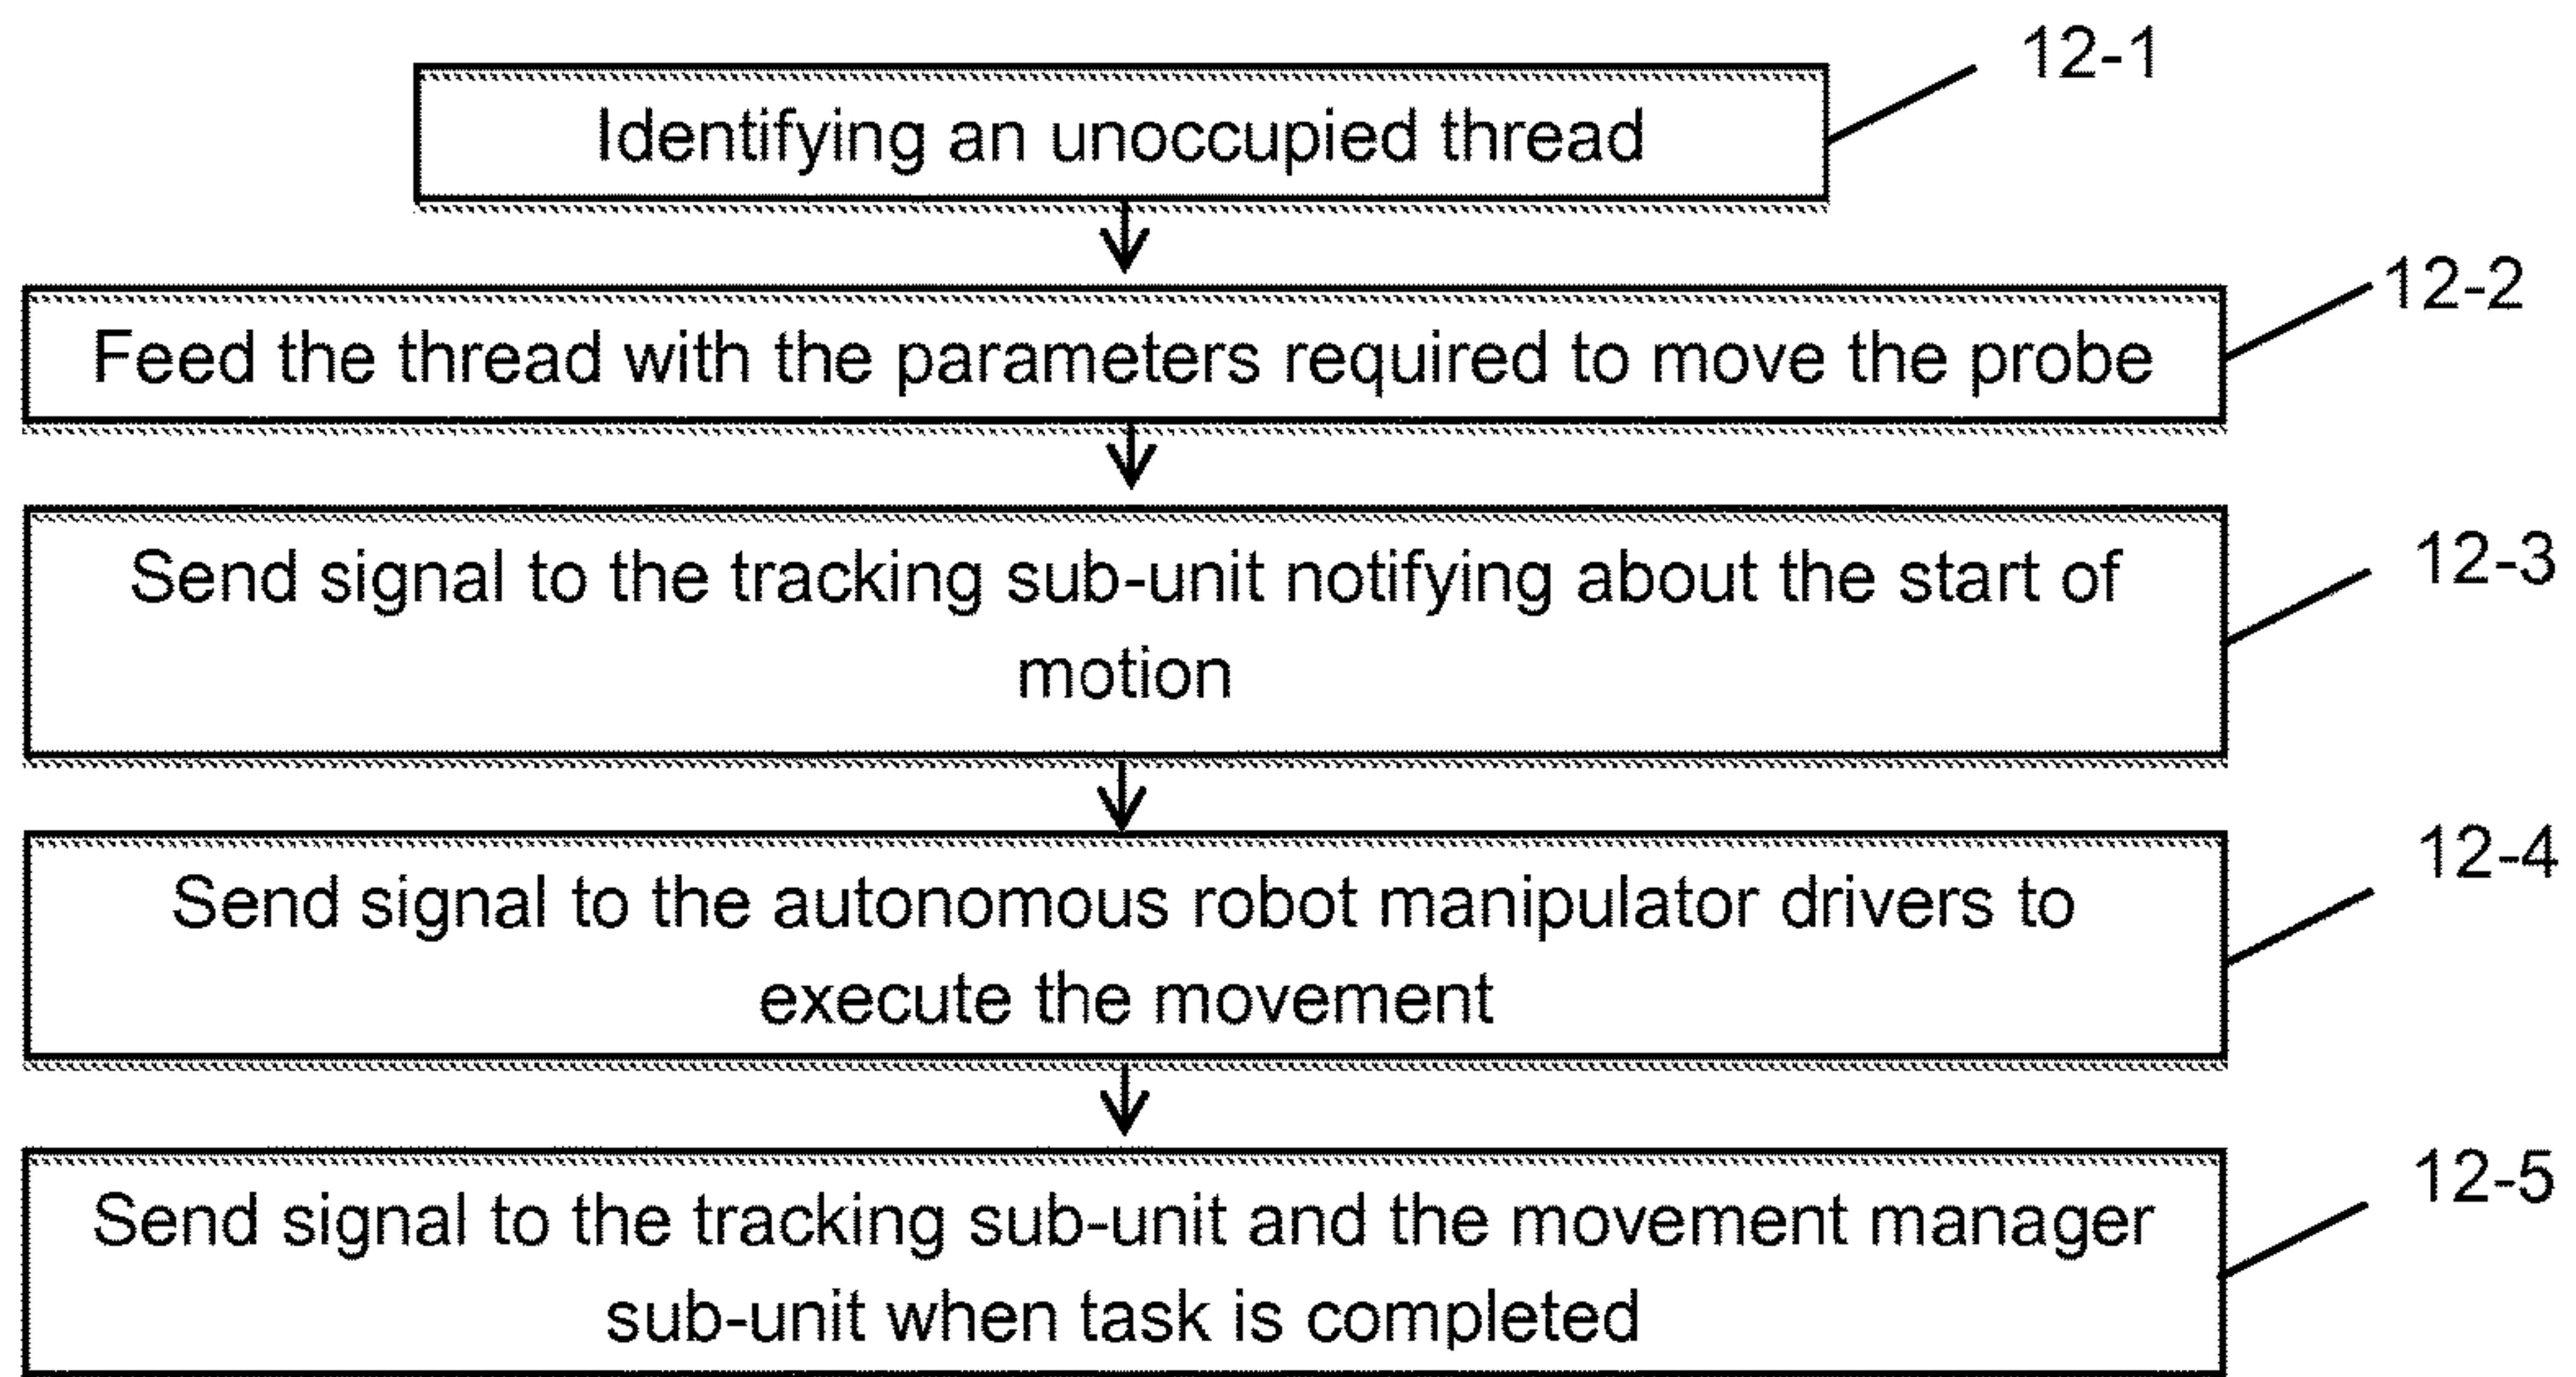 12-1
Identifying an unoccupied thread
12-2
Feed the thread with the parameters required to move the probe
12-3
Send signal to the tracking sub-unit notifying about the start of
motion
12-4
Send signal to the autonomous robot manipulator drivers to
execute the movement
12-5
Send signal to the tracking sub-unit and the movement manager
sub-unit when task is completed